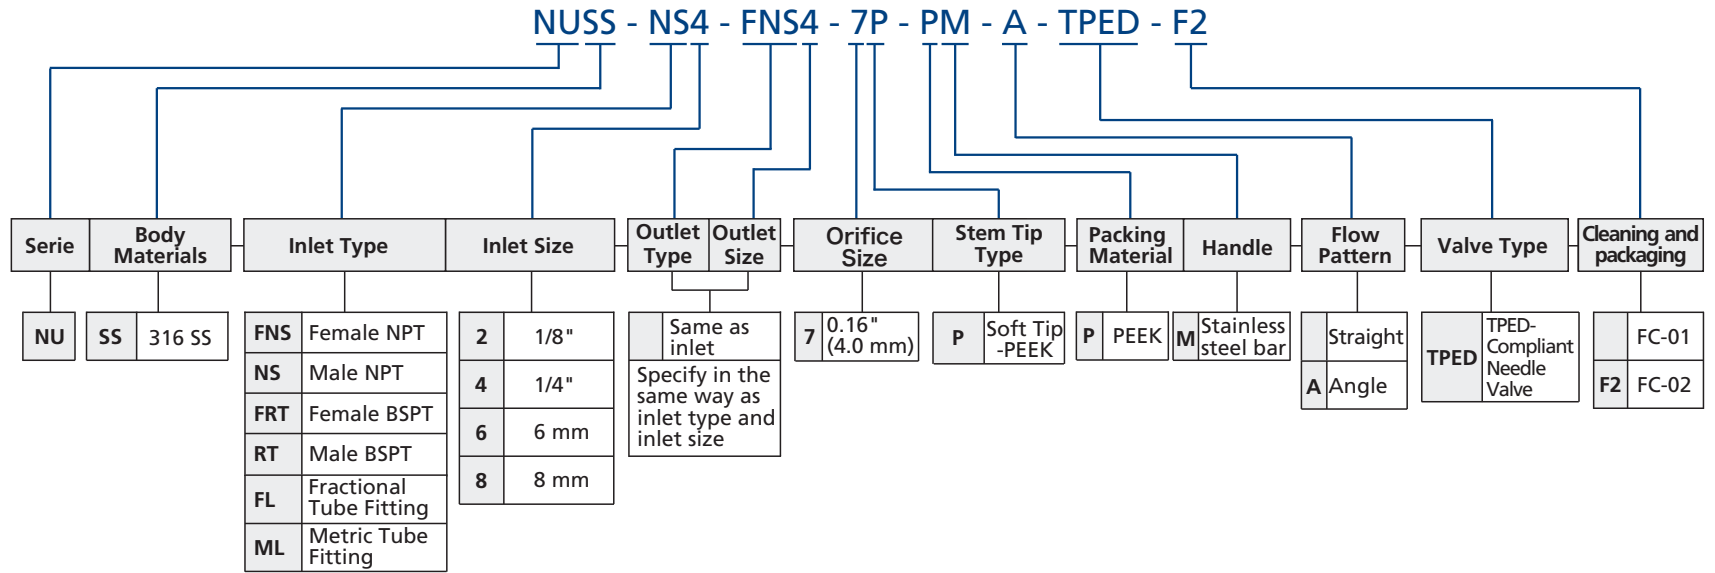 NUSS - NS4 - FNS4 - 7P - PM - A - TPED - F2
Serie
Body
Materials
Inlet Type
Inlet Size
Outlet
Type
Outlet
Size
Orifice
Size
Stem Tip
Type
Packing
Material
Handle
Flow
Pattern
Valve Type
Cleaning and
packaging
NU
SS 316 SS
FNS Female NPT
NS Male NPT
FRT Female BSPT
RT Male BSPT
FL Fractional
Tube Fitting
ML Metric Tube
Fitting
2 1/8"
4 1/4"
6 6 mm
8 8 mm
Same as
inlet
Specify in the
same way as
inlet type and
inlet size
7 0.16"
(4.0 mm)
P Soft Tip
-PEEK
P PEEK
M Stainless
steel bar
Straight
A Angle
TPED TPED-
Compliant
Needle
Valve
FC-01
F2 FC-02